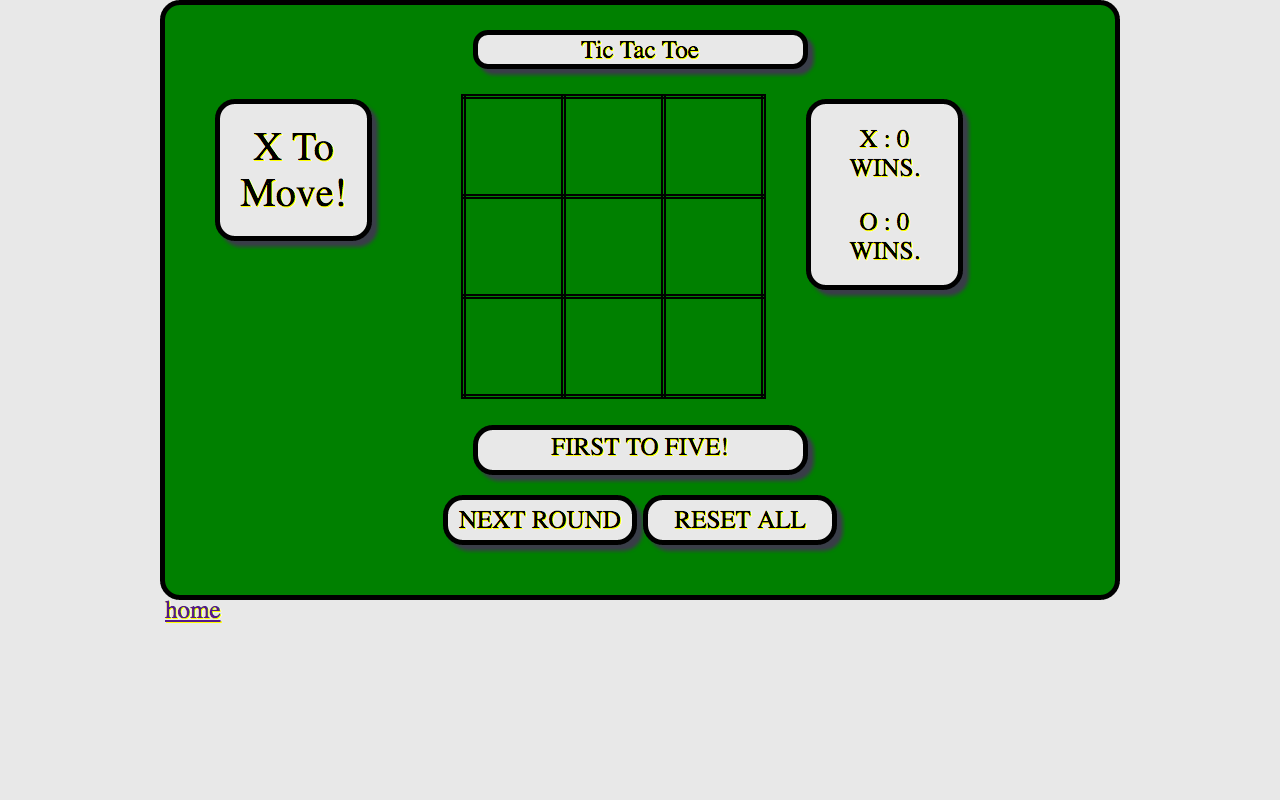 Tic Tac Toe
X To
Move!
X : 0
WINS.
O : 0
WINS.
FIRST TO FIVE!
NEXT ROUND
RESET ALL
home